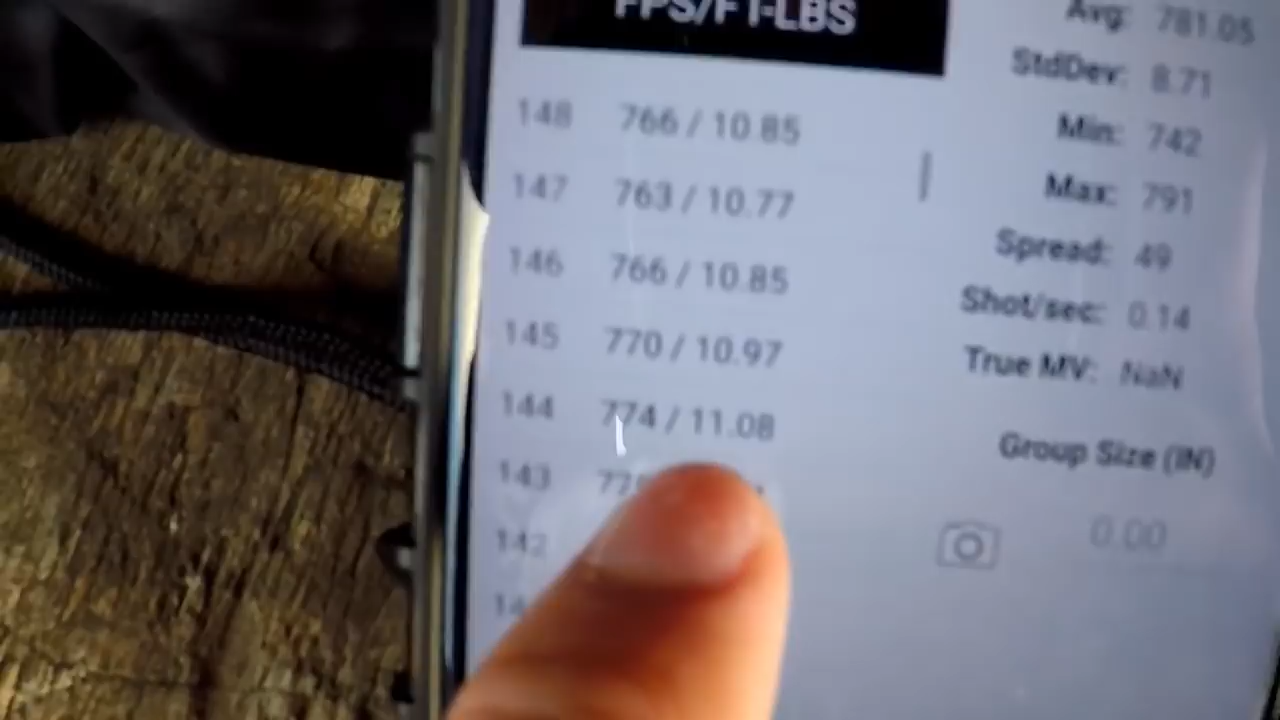 FPS/FT-LBS
148 766 / 10.85
147 763 / 10.77
146 766 / 10.85
145 770 / 10.97
144 774 / 11.08
143
142
Avg: 781.05
StdDev: 8.71
Min: 742
Max: 791
Spread: 49
Shot/sec: 0.14
True MV: NaN
Group Size (IN)
0.00